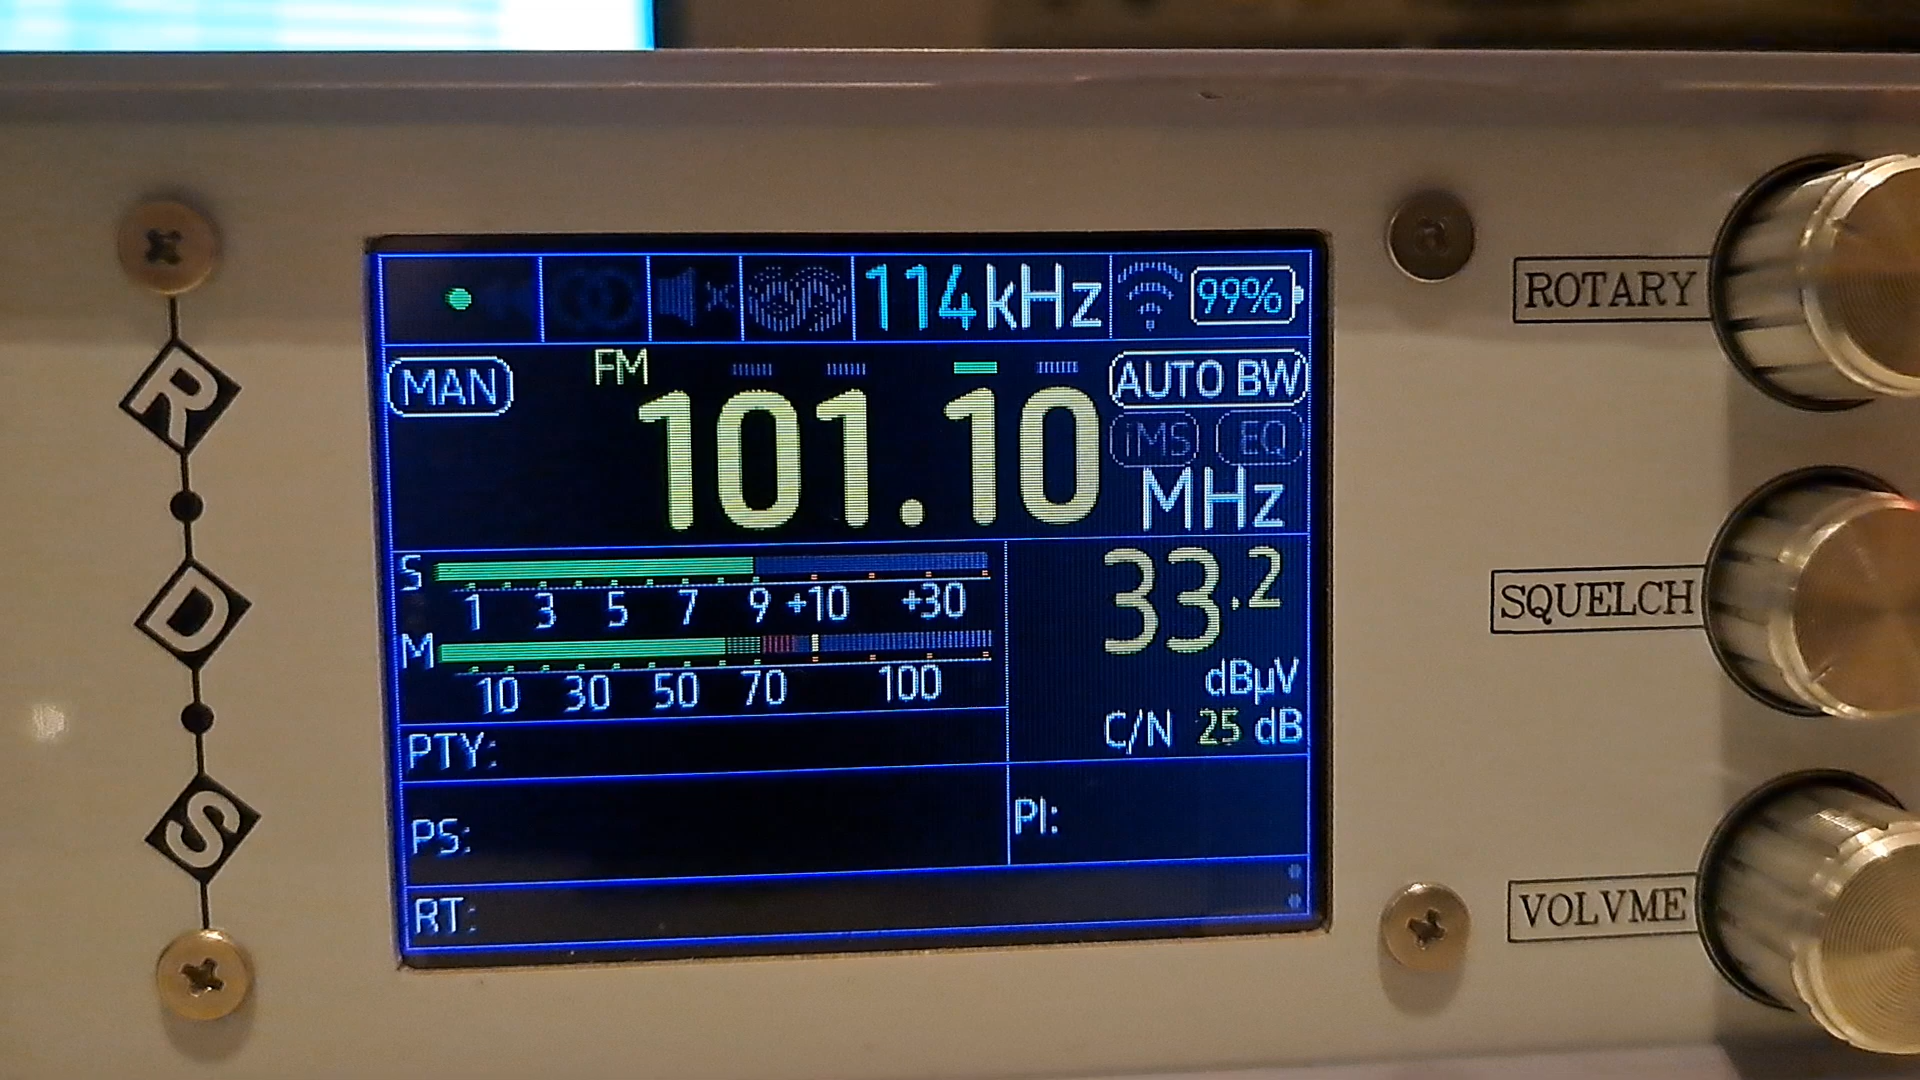 114kHz 99%
MAN FM 101.10 AUTO BW
iMS EQ
MHz
S 1 3 5 7 9 +10 +30
M 10 30 50 70 100
33.2
dBµV
C/N 25 dB
PTY:
PS:
PI:
RT:
R
D
S
ROTARY
SQUELCH
VOLVME